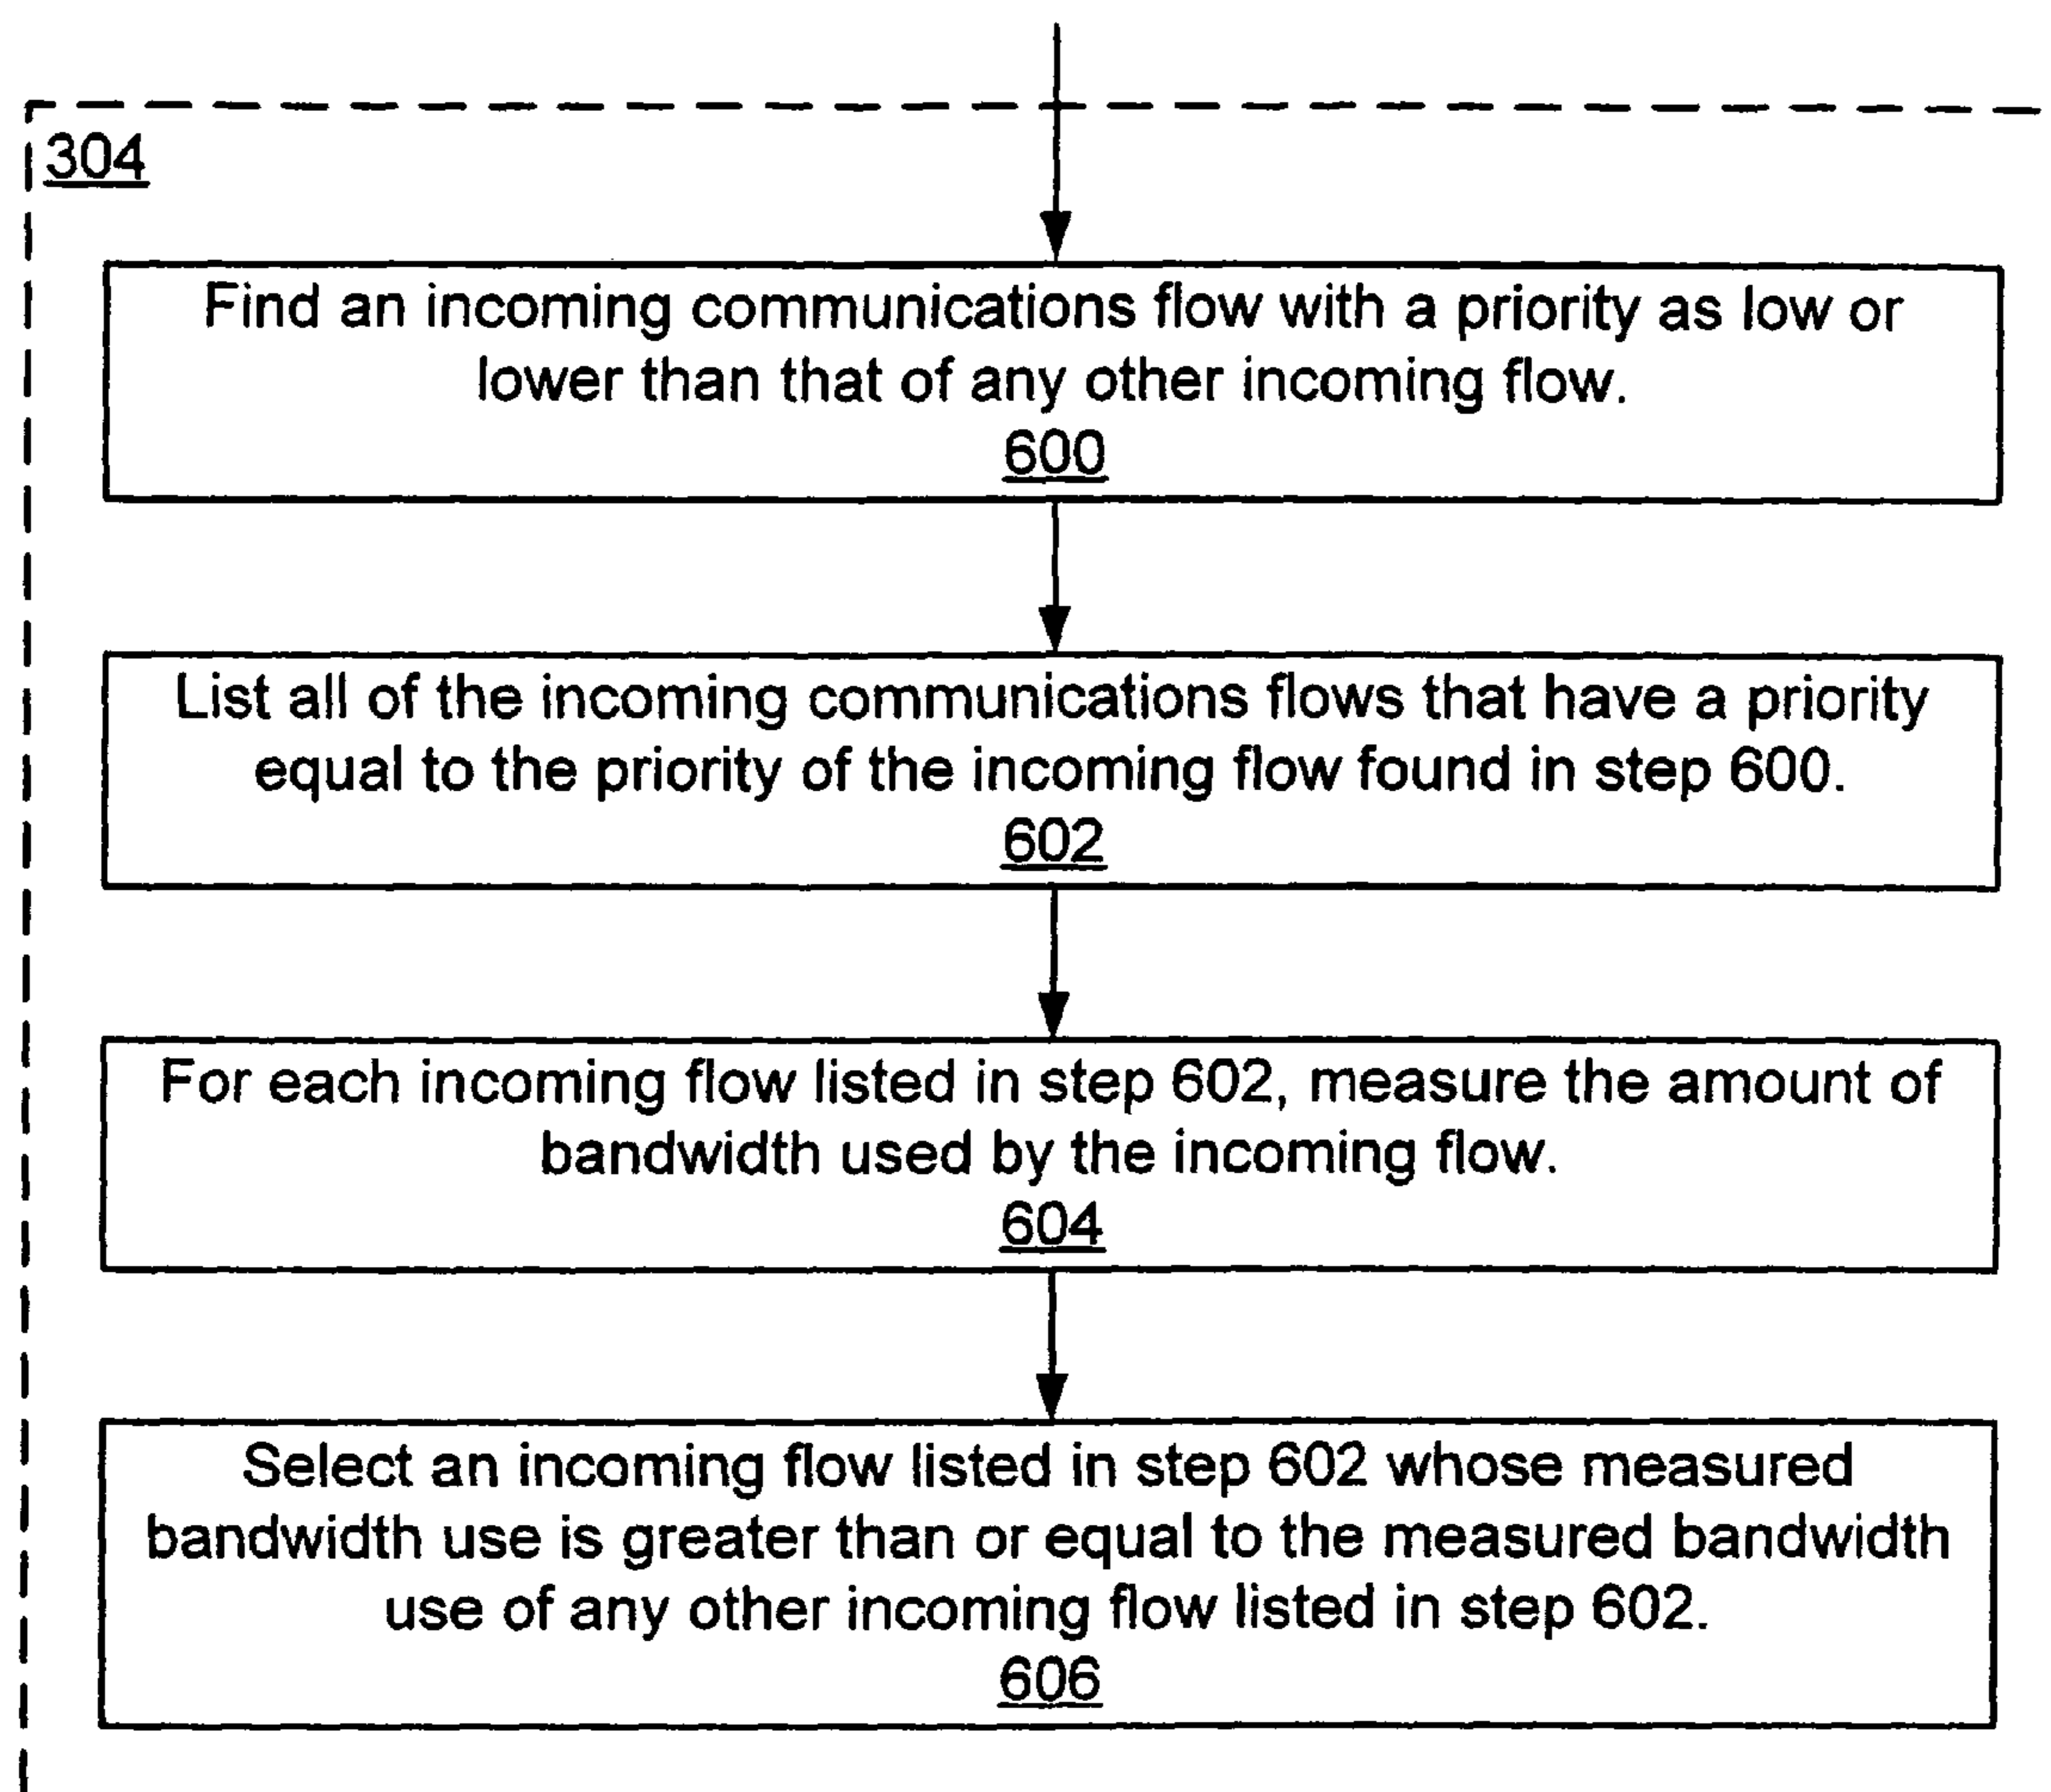 304
Find an incoming communications flow with a priority as low or
lower than that of any other incoming flow.
600
List all of the incoming communications flows that have a priority
equal to the priority of the incoming flow found in step 600.
602
For each incoming flow listed in step 602, measure the amount of
bandwidth used by the incoming flow.
604
Select an incoming flow listed in step 602 whose measured
bandwidth use is greater than or equal to the measured bandwidth
use of any other incoming flow listed in step 602.
606